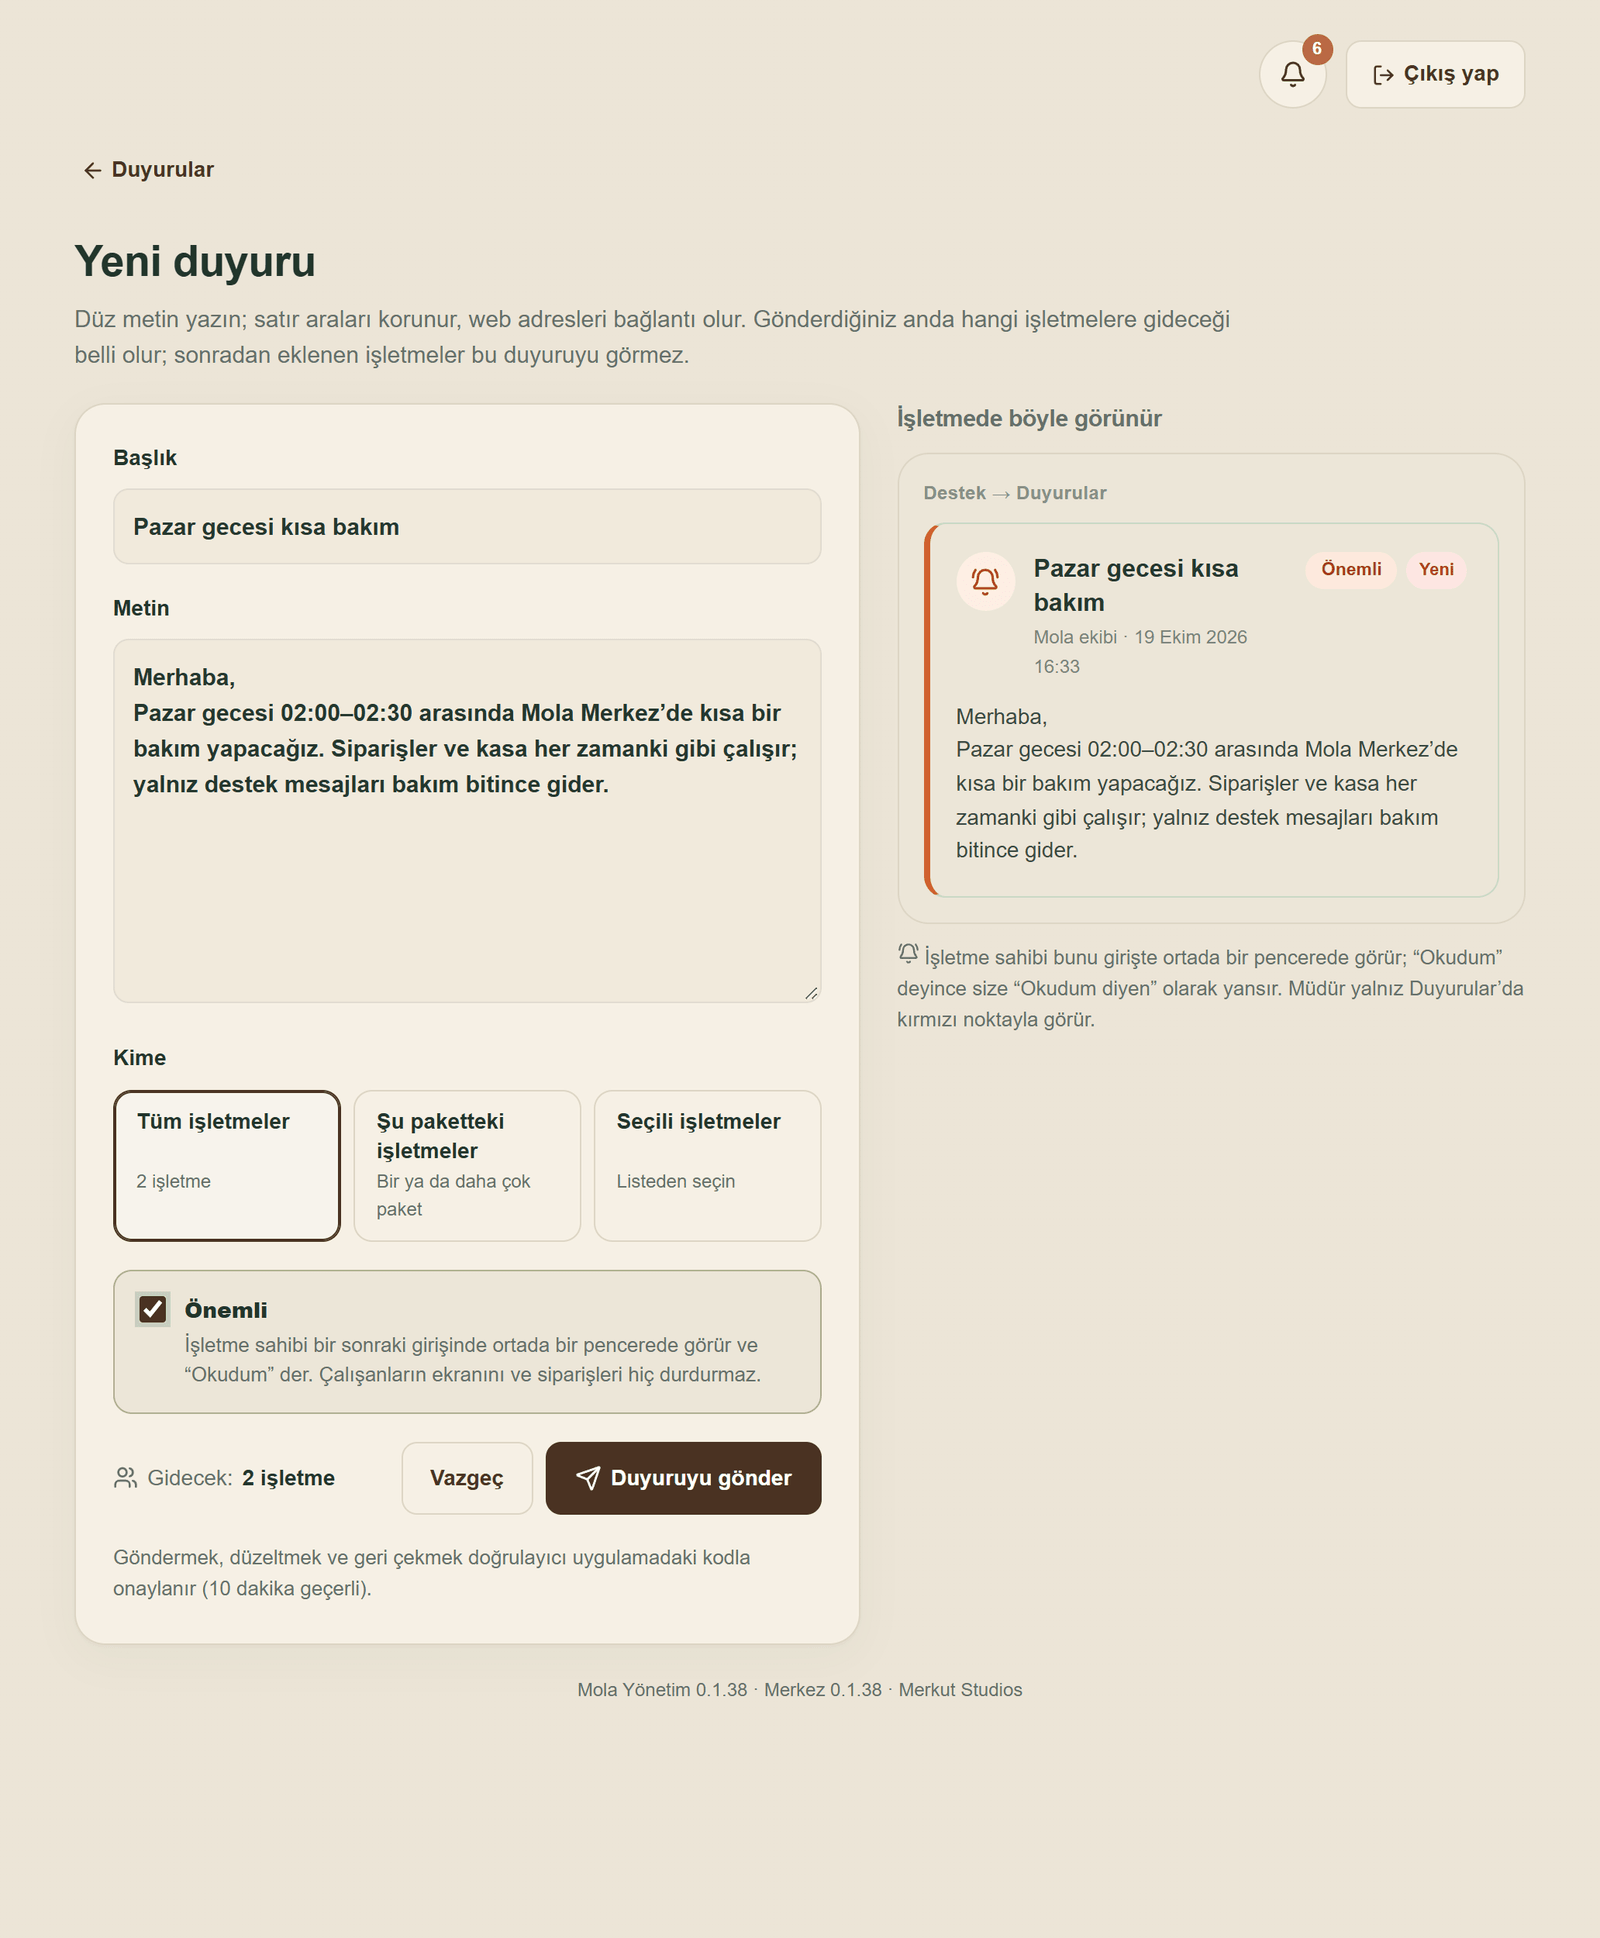 6
Çıkış yap
← Duyurular
Yeni duyuru
Düz metin yazın; satır araları korunur, web adresleri bağlantı olur. Gönderdiğiniz anda hangi işletmelere gideceği
belli olur; sonradan eklenen işletmeler bu duyuruyu görmez.
Başlık
Pazar gecesi kısa bakım
Metin
Merhaba,
Pazar gecesi 02:00–02:30 arasında Mola Merkez’de kısa bir
bakım yapacağız. Siparişler ve kasa her zamanki gibi çalışır;
yalnız destek mesajları bakım bitince gider.
Kime
Tüm işletmeler
2 işletme
Şu paketteki
işletmeler
Bir ya da daha çok
paket
Seçili işletmeler
Listeden seçin
Önemli
İşletme sahibi bir sonraki girişinde ortada bir pencerede görür ve
“Okudum” der. Çalışanların ekranını ve siparişleri hiç durdurmaz.
Gidecek: 2 işletme
Vazgeç
Duyuruyu gönder
Göndermek, düzeltmek ve geri çekmek doğrulayıcı uygulamadaki kodla
onaylanır (10 dakika geçerli).
İşletmede böyle görünür
Destek → Duyurular
Pazar gecesi kısa
bakım
Önemli
Yeni
Mola ekibi · 19 Ekim 2026
16:33
Merhaba,
Pazar gecesi 02:00–02:30 arasında Mola Merkez’de
kısa bir bakım yapacağız. Siparişler ve kasa her
zamanki gibi çalışır; yalnız destek mesajları bakım
bitince gider.
İşletme sahibi bunu girişte ortada bir pencerede görür; “Okudum”
deyince size “Okudum diyen” olarak yansır. Müdür yalnız Duyurular’da
kırmızı noktayla görür.
Mola Yönetim 0.1.38 · Merkez 0.1.38 · Merkut Studios